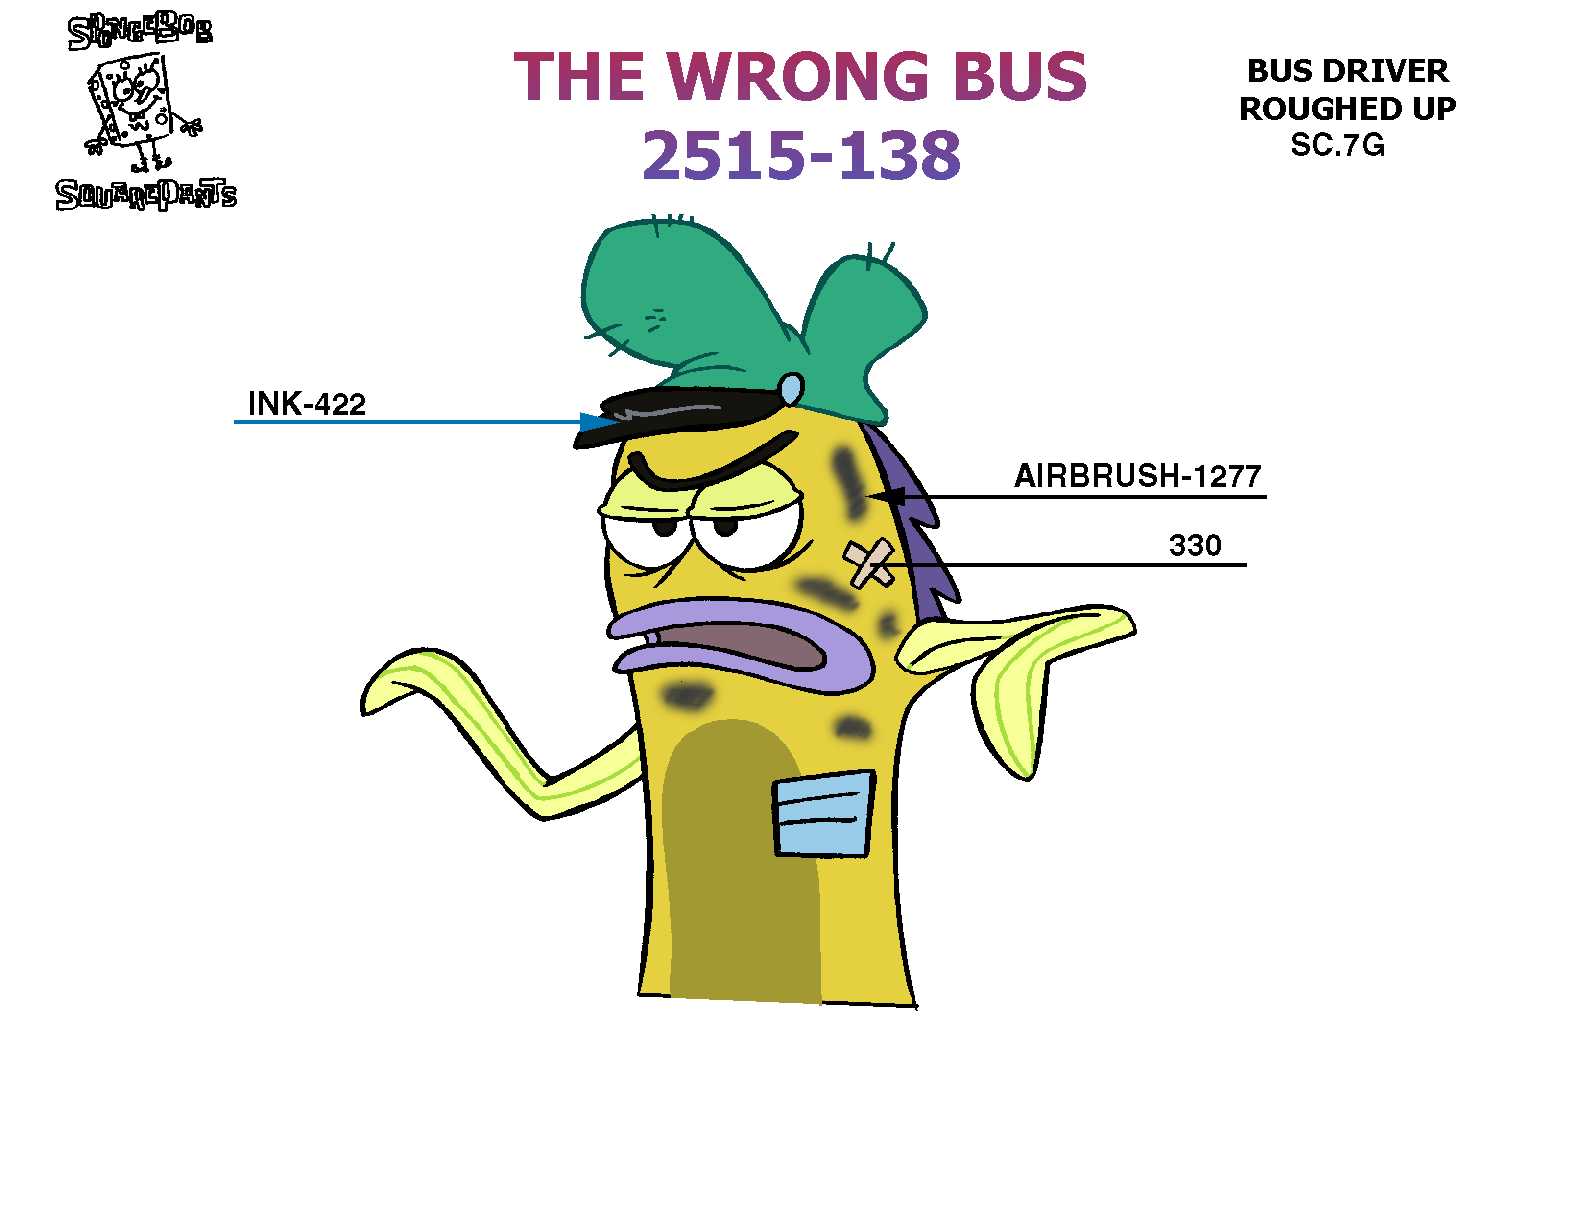 SPONGEBOB
SQUAREPANTS
THE WRONG BUS
2515-138
BUS DRIVER
ROUGHED UP
SC.7G
INK-422
AIRBRUSH-1277
330